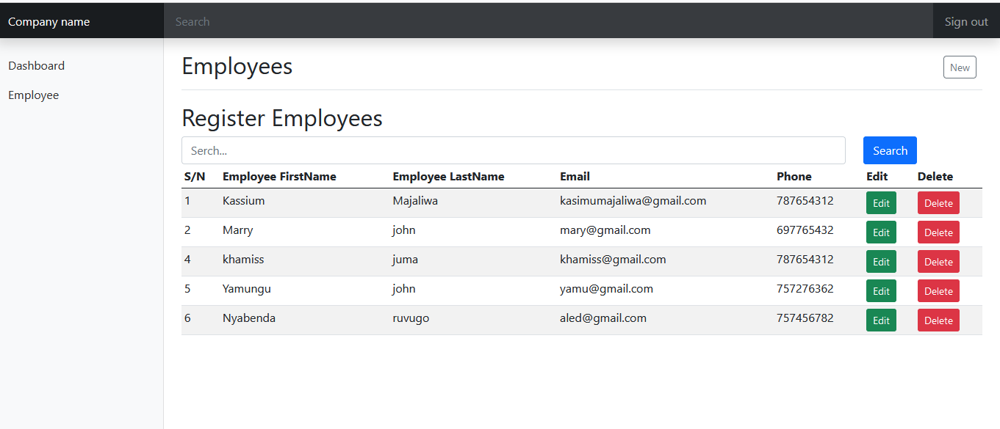 Company name Search Sign out
Dashboard
Employee
Employees New
Register Employees
Serch... Search
S/N Employee FirstName Employee LastName Email Phone Edit Delete
1 Kassium Majaliwa kasimumajaliwa@gmail.com 787654312 Edit Delete
2 Marry john mary@gmail.com 697765432 Edit Delete
4 khamiss juma khamiss@gmail.com 787654312 Edit Delete
5 Yamungu john yamu@gmail.com 757276362 Edit Delete
6 Nyabenda ruvugo aled@gmail.com 757456782 Edit Delete